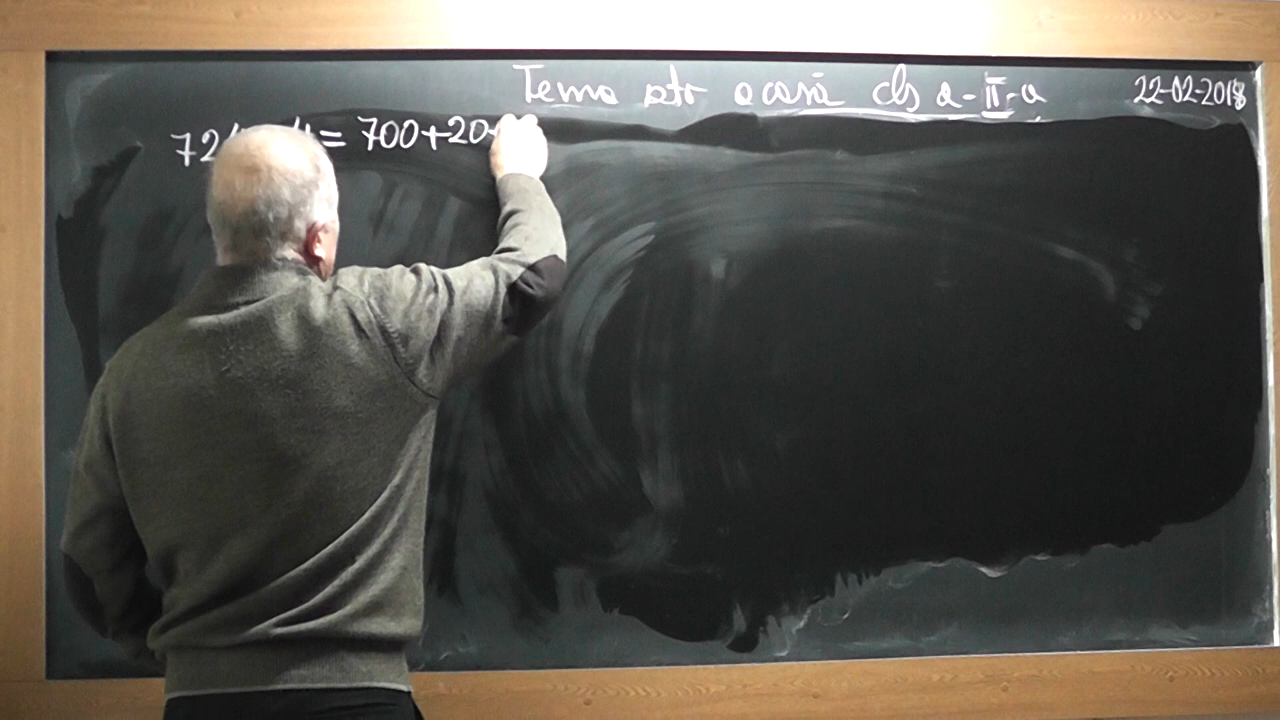 Tema ptr acasă cls a-II-a 22-02-2018
= 700+20+